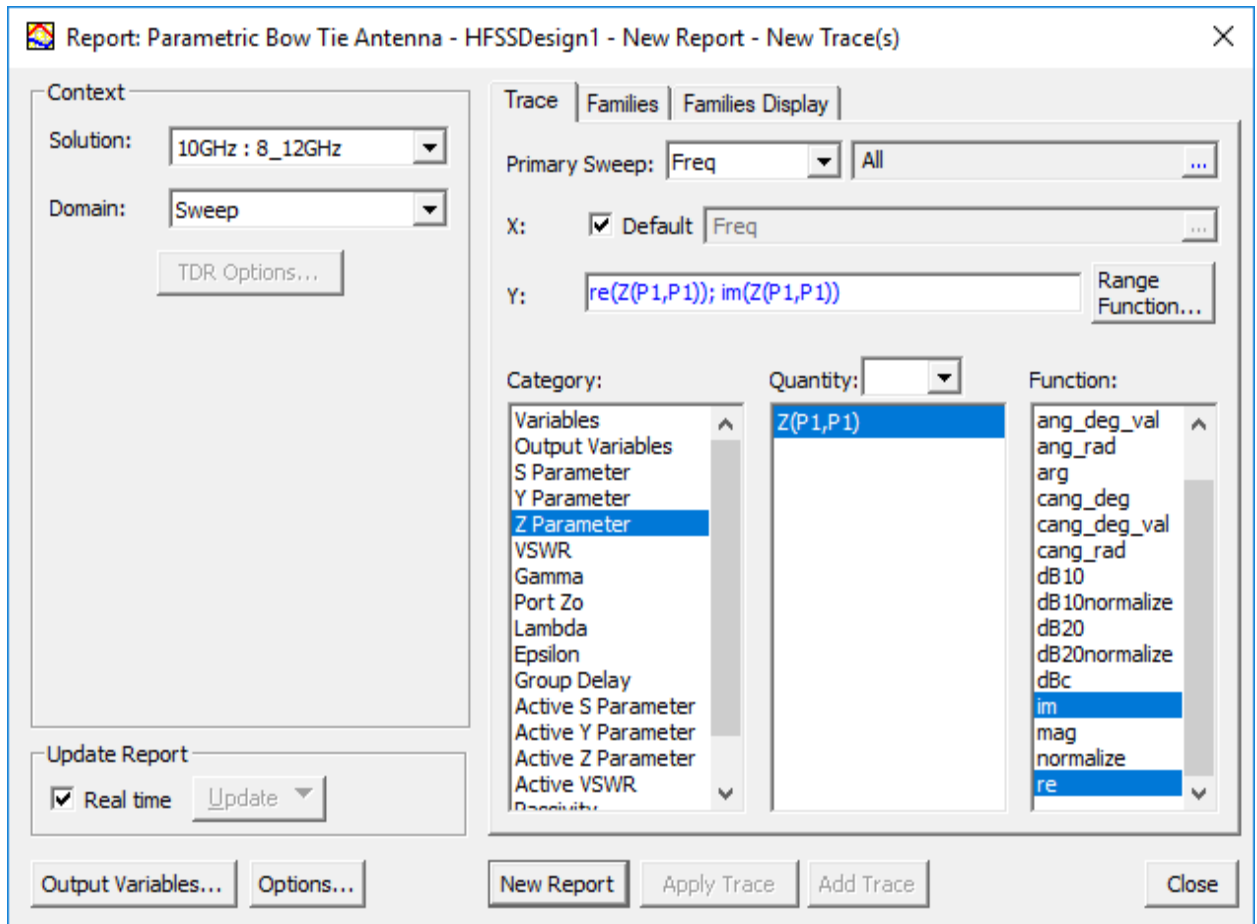 Report: Parametric Bow Tie Antenna - HFSSDesign1 - New Report - New Trace(s)
Context
Solution: 10GHz : 8_12GHz
Domain: Sweep
TDR Options...
Update Report
Real time Update
Output Variables... Options...
Trace Families Families Display
Primary Sweep: Freq All ...
X: Default Freq ...
Y: re(Z(P1,P1)); im(Z(P1,P1)) Range
Function...
Category:
Variables
Output Variables
S Parameter
Y Parameter
Z Parameter
VSWR
Gamma
Port Zo
Lambda
Epsilon
Group Delay
Active S Parameter
Active Y Parameter
Active Z Parameter
Active VSWR
Passivity
Quantity:
Z(P1,P1)
Function:
ang_deg_val
ang_rad
arg
cang_deg
cang_deg_val
cang_rad
dB10
dB10normalize
dB20
dB20normalize
dBc
im
mag
normalize
re
New Report Apply Trace Add Trace Close